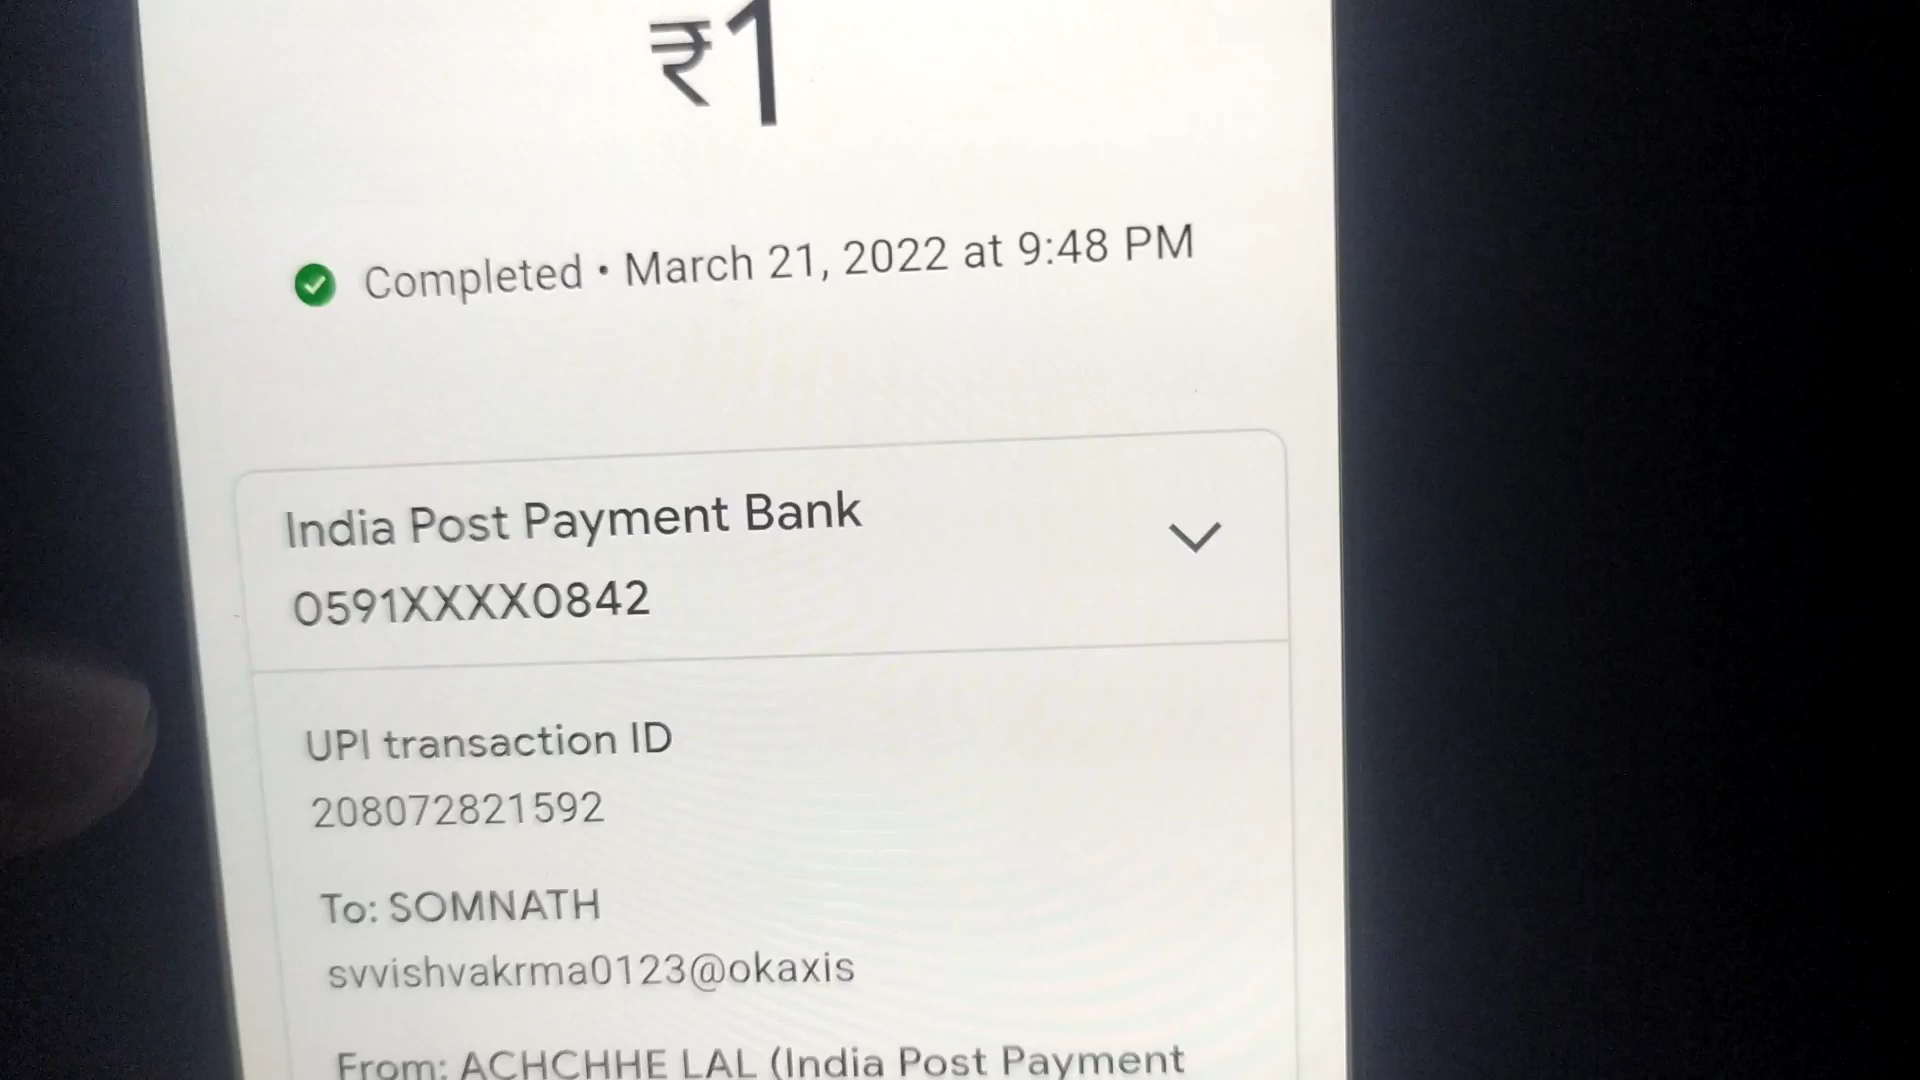 ₹1
Completed • March 21, 2022 at 9:48 PM
India Post Payment Bank
0591XXXX0842
UPI transaction ID
208072821592
To: SOMNATH
svvishvakrma0123@okaxis
From: ACHCHHE LAL (India Post Payment